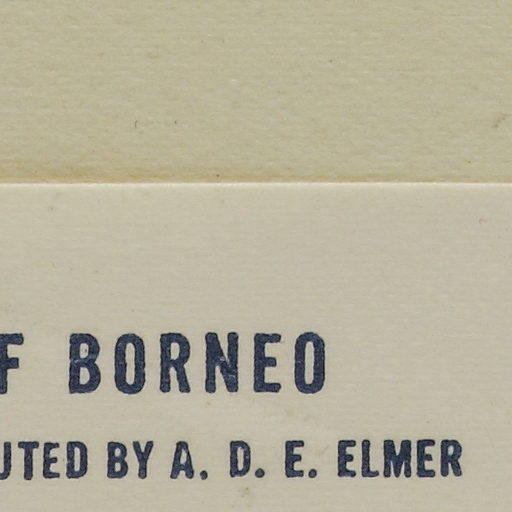 F BORNEO
UTED BY A. D. E. ELMER